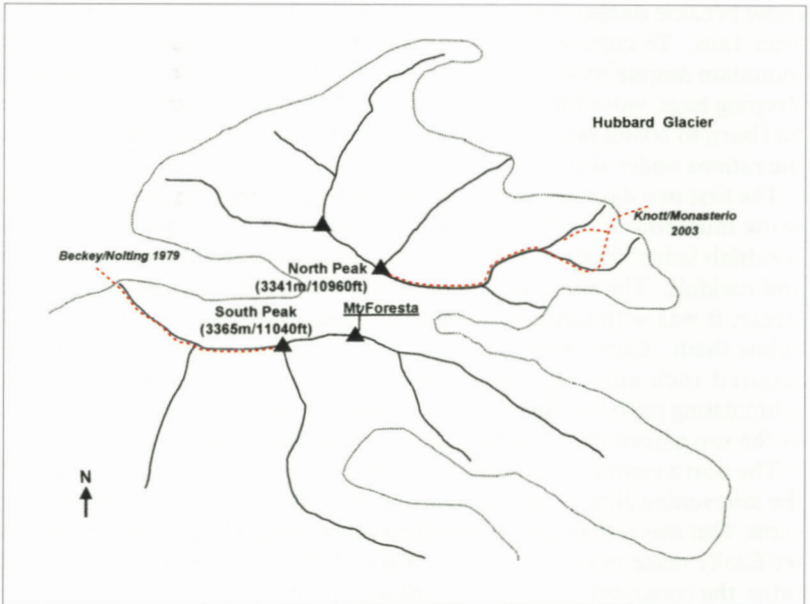 Hubbard Glacier
Knott/Monasterio
2003
Beckey/Nolting 1979
North Peak
(3341m/10960ft)
South Peak
(3365m/11040ft)
Mt Foresta
N